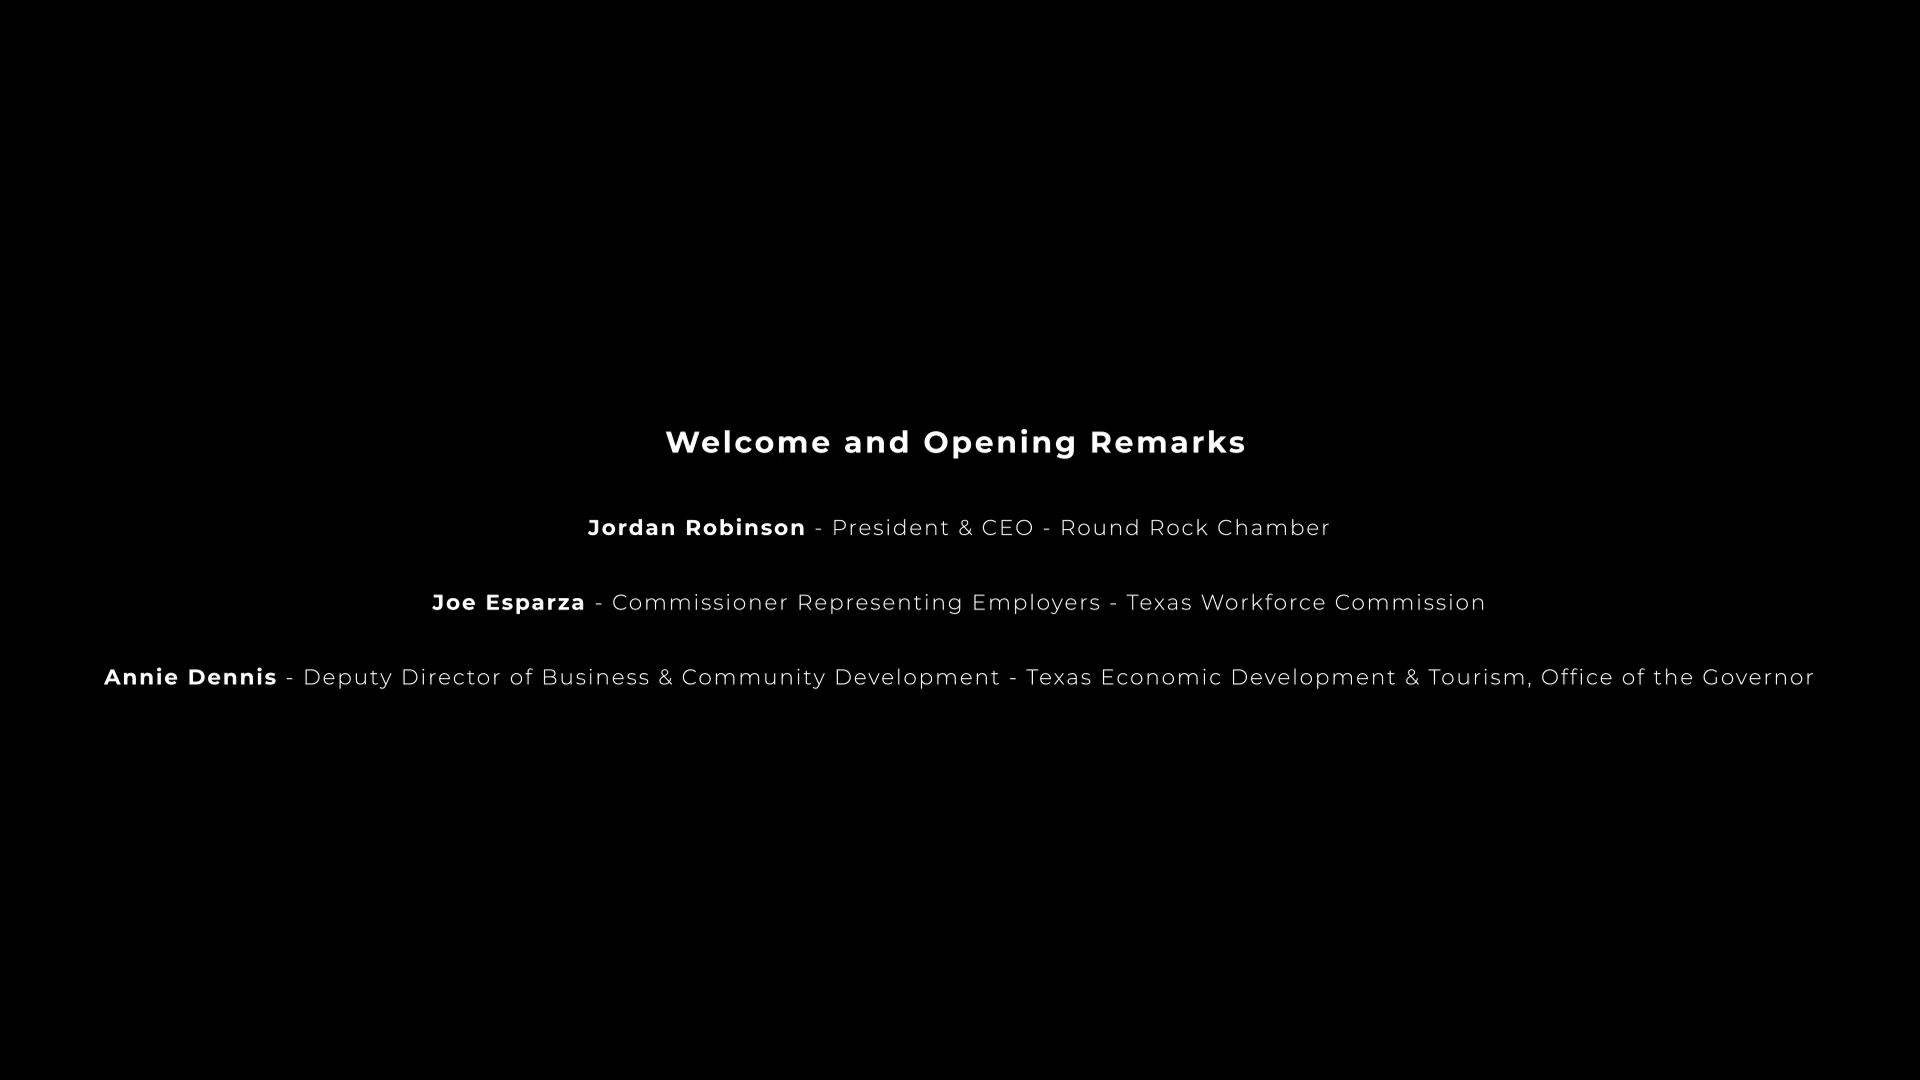 Welcome and Opening Remarks
Jordan Robinson - President & CEO - Round Rock Chamber
Joe Esparza - Commissioner Representing Employers - Texas Workforce Commission
Annie Dennis - Deputy Director of Business & Community Development - Texas Economic Development & Tourism, Office of the Governor